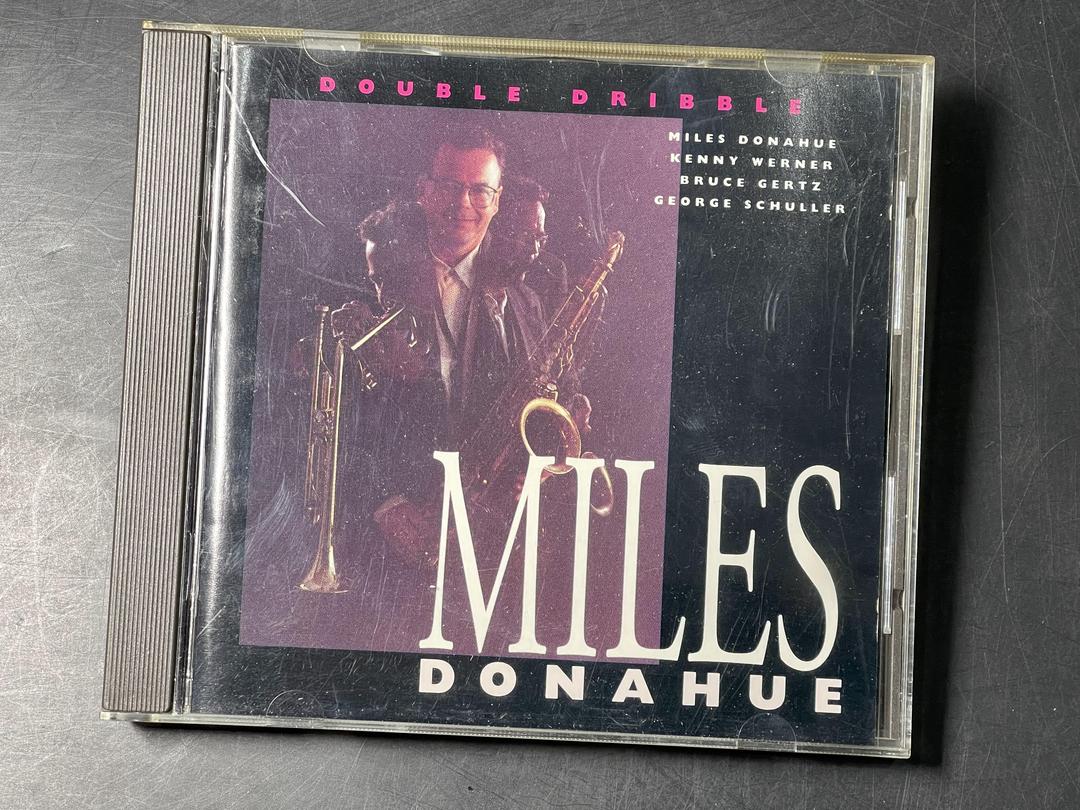 DOUBLE DRIBBLE
MILES DONAHUE
KENNY WERNER
BRUCE GERTZ
GEORGE SCHULLER
MILES
DONAHUE